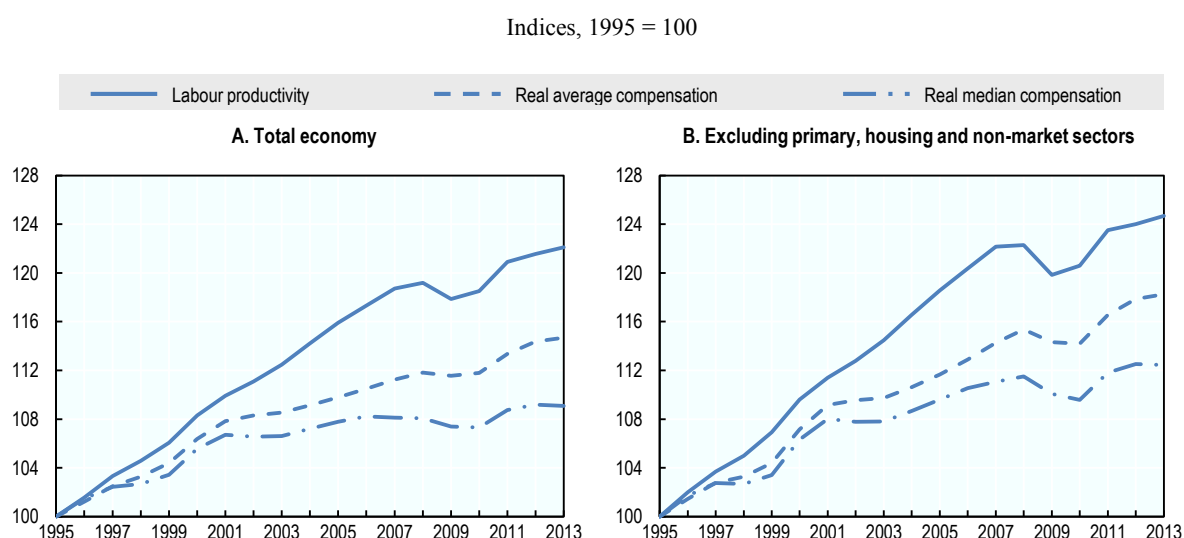 Indices, 1995 = 100
Labour productivity Real average compensation Real median compensation
A. Total economy
128
124
120
116
112
108
104
100
1995 1997 1999 2001 2003 2005 2007 2009 2011 2013
B. Excluding primary, housing and non-market sectors
128
124
120
116
112
108
104
100
1995 1997 1999 2001 2003 2005 2007 2009 2011 2013